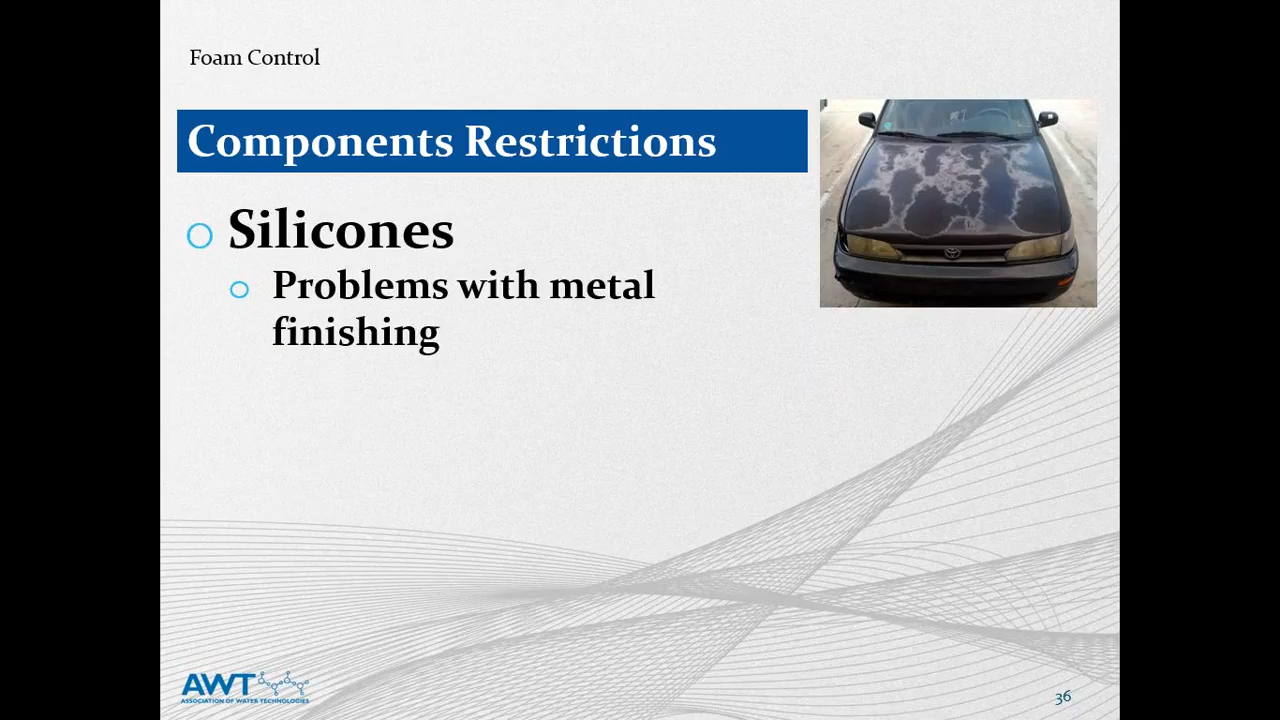 Foam Control
Components Restrictions
Silicones
Problems with metal
finishing
AWT
ASSOCIATION OF WATER TECHNOLOGIES
36